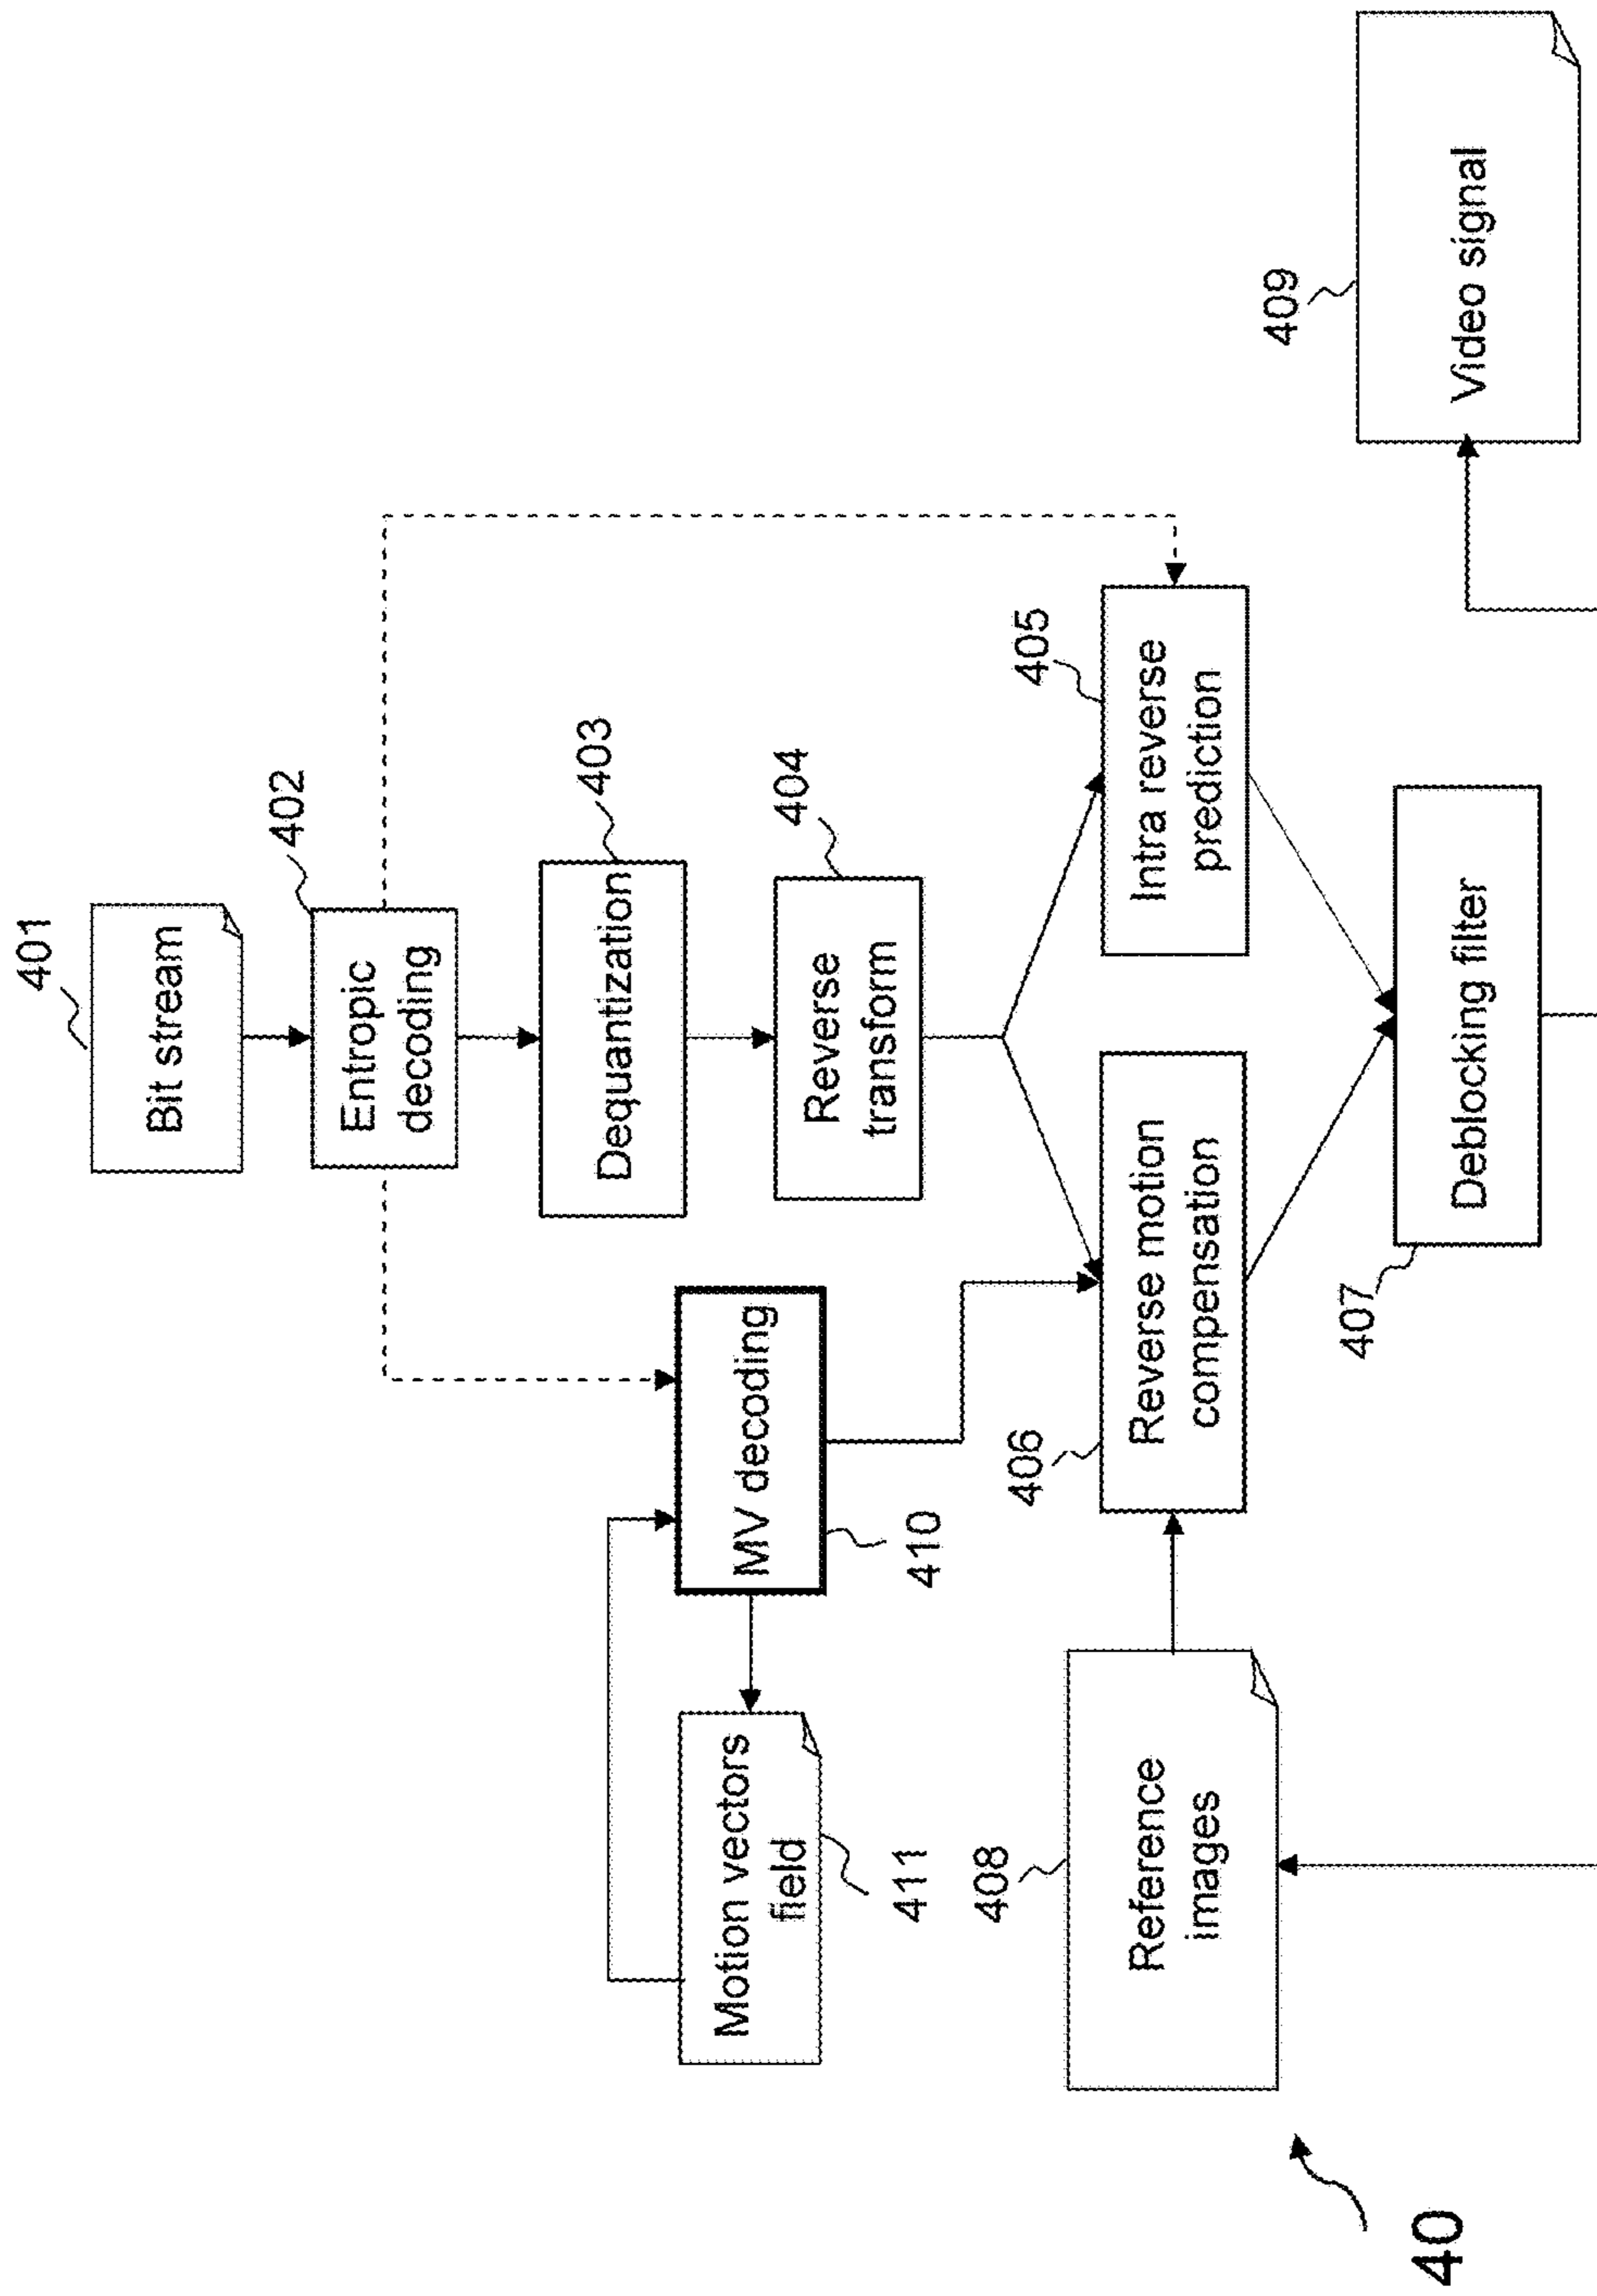 401
Bit stream
402
Entropic
decoding
403
Dequantization
404
Reverse
transform
MV decoding
410
Motion vectors
field
411
405
Intra reverse
prediction
406
Reverse motion
compensation
408
Reference
images
407
Deblocking filter
409
Video signal
40